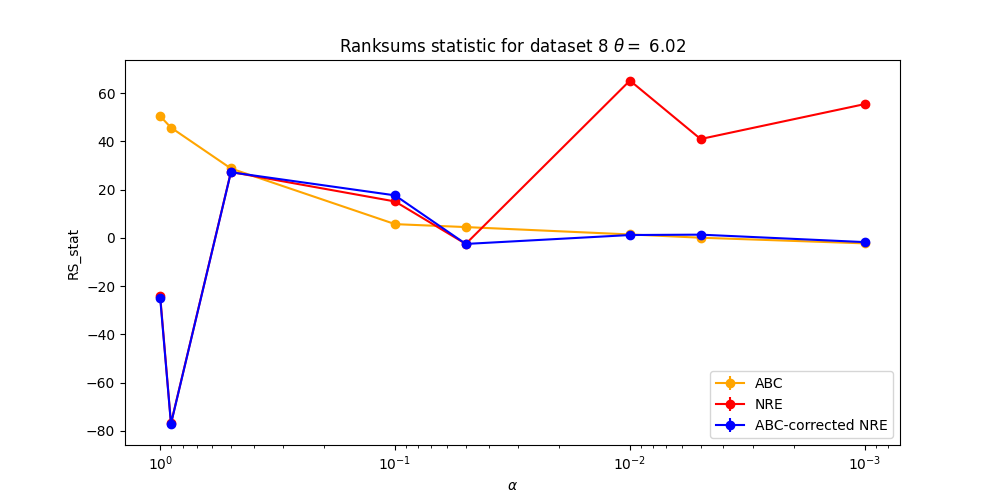 Ranksums statistic for dataset 8 θ = 6.02
RS_stat
60
40
20
0
−20
−40
−60
−80
10⁰
10⁻¹
10⁻²
10⁻³
α
ABC
NRE
ABC-corrected NRE